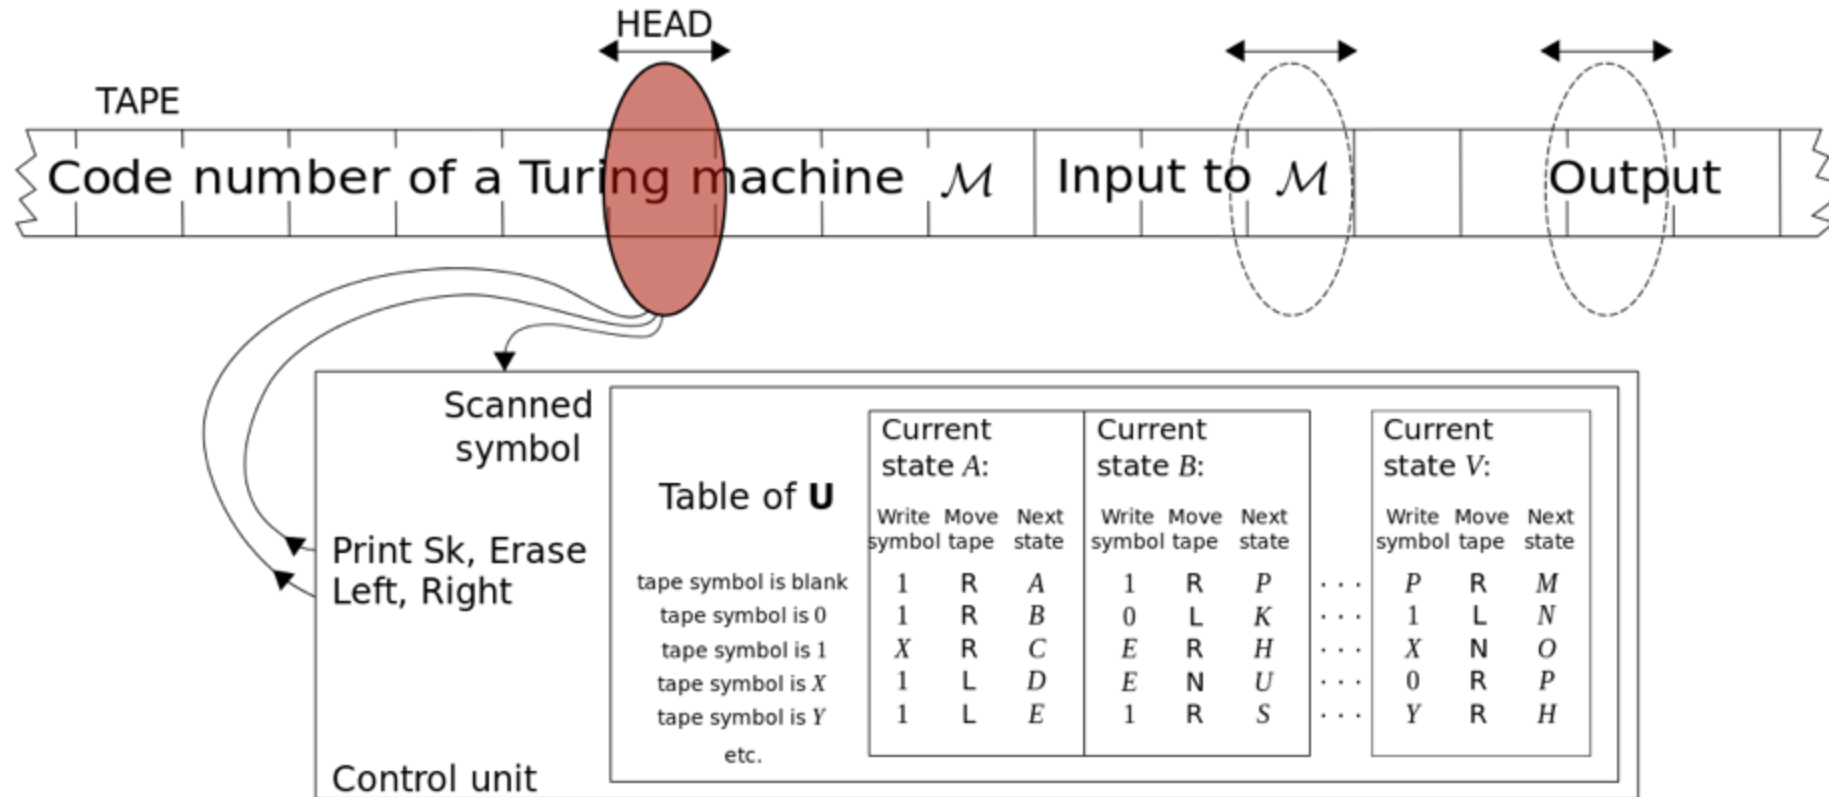 HEAD
TAPE
Code number of a Turing machine ℳ Input to ℳ Output
Scanned
symbol
Print Sk, Erase
Left, Right
Control unit
Table of U
Current state A: Current state B: Current state V:
Write symbol Move tape Next state Write symbol Move tape Next state Write symbol Move tape Next state
tape symbol is blank 1 R A 1 R P · · · P R M
tape symbol is 0 1 R B 0 L K · · · 1 L N
tape symbol is 1 X R C E R H · · · X N O
tape symbol is X 1 L D E N U · · · 0 R P
tape symbol is Y 1 L E 1 R S · · · Y R H
etc.